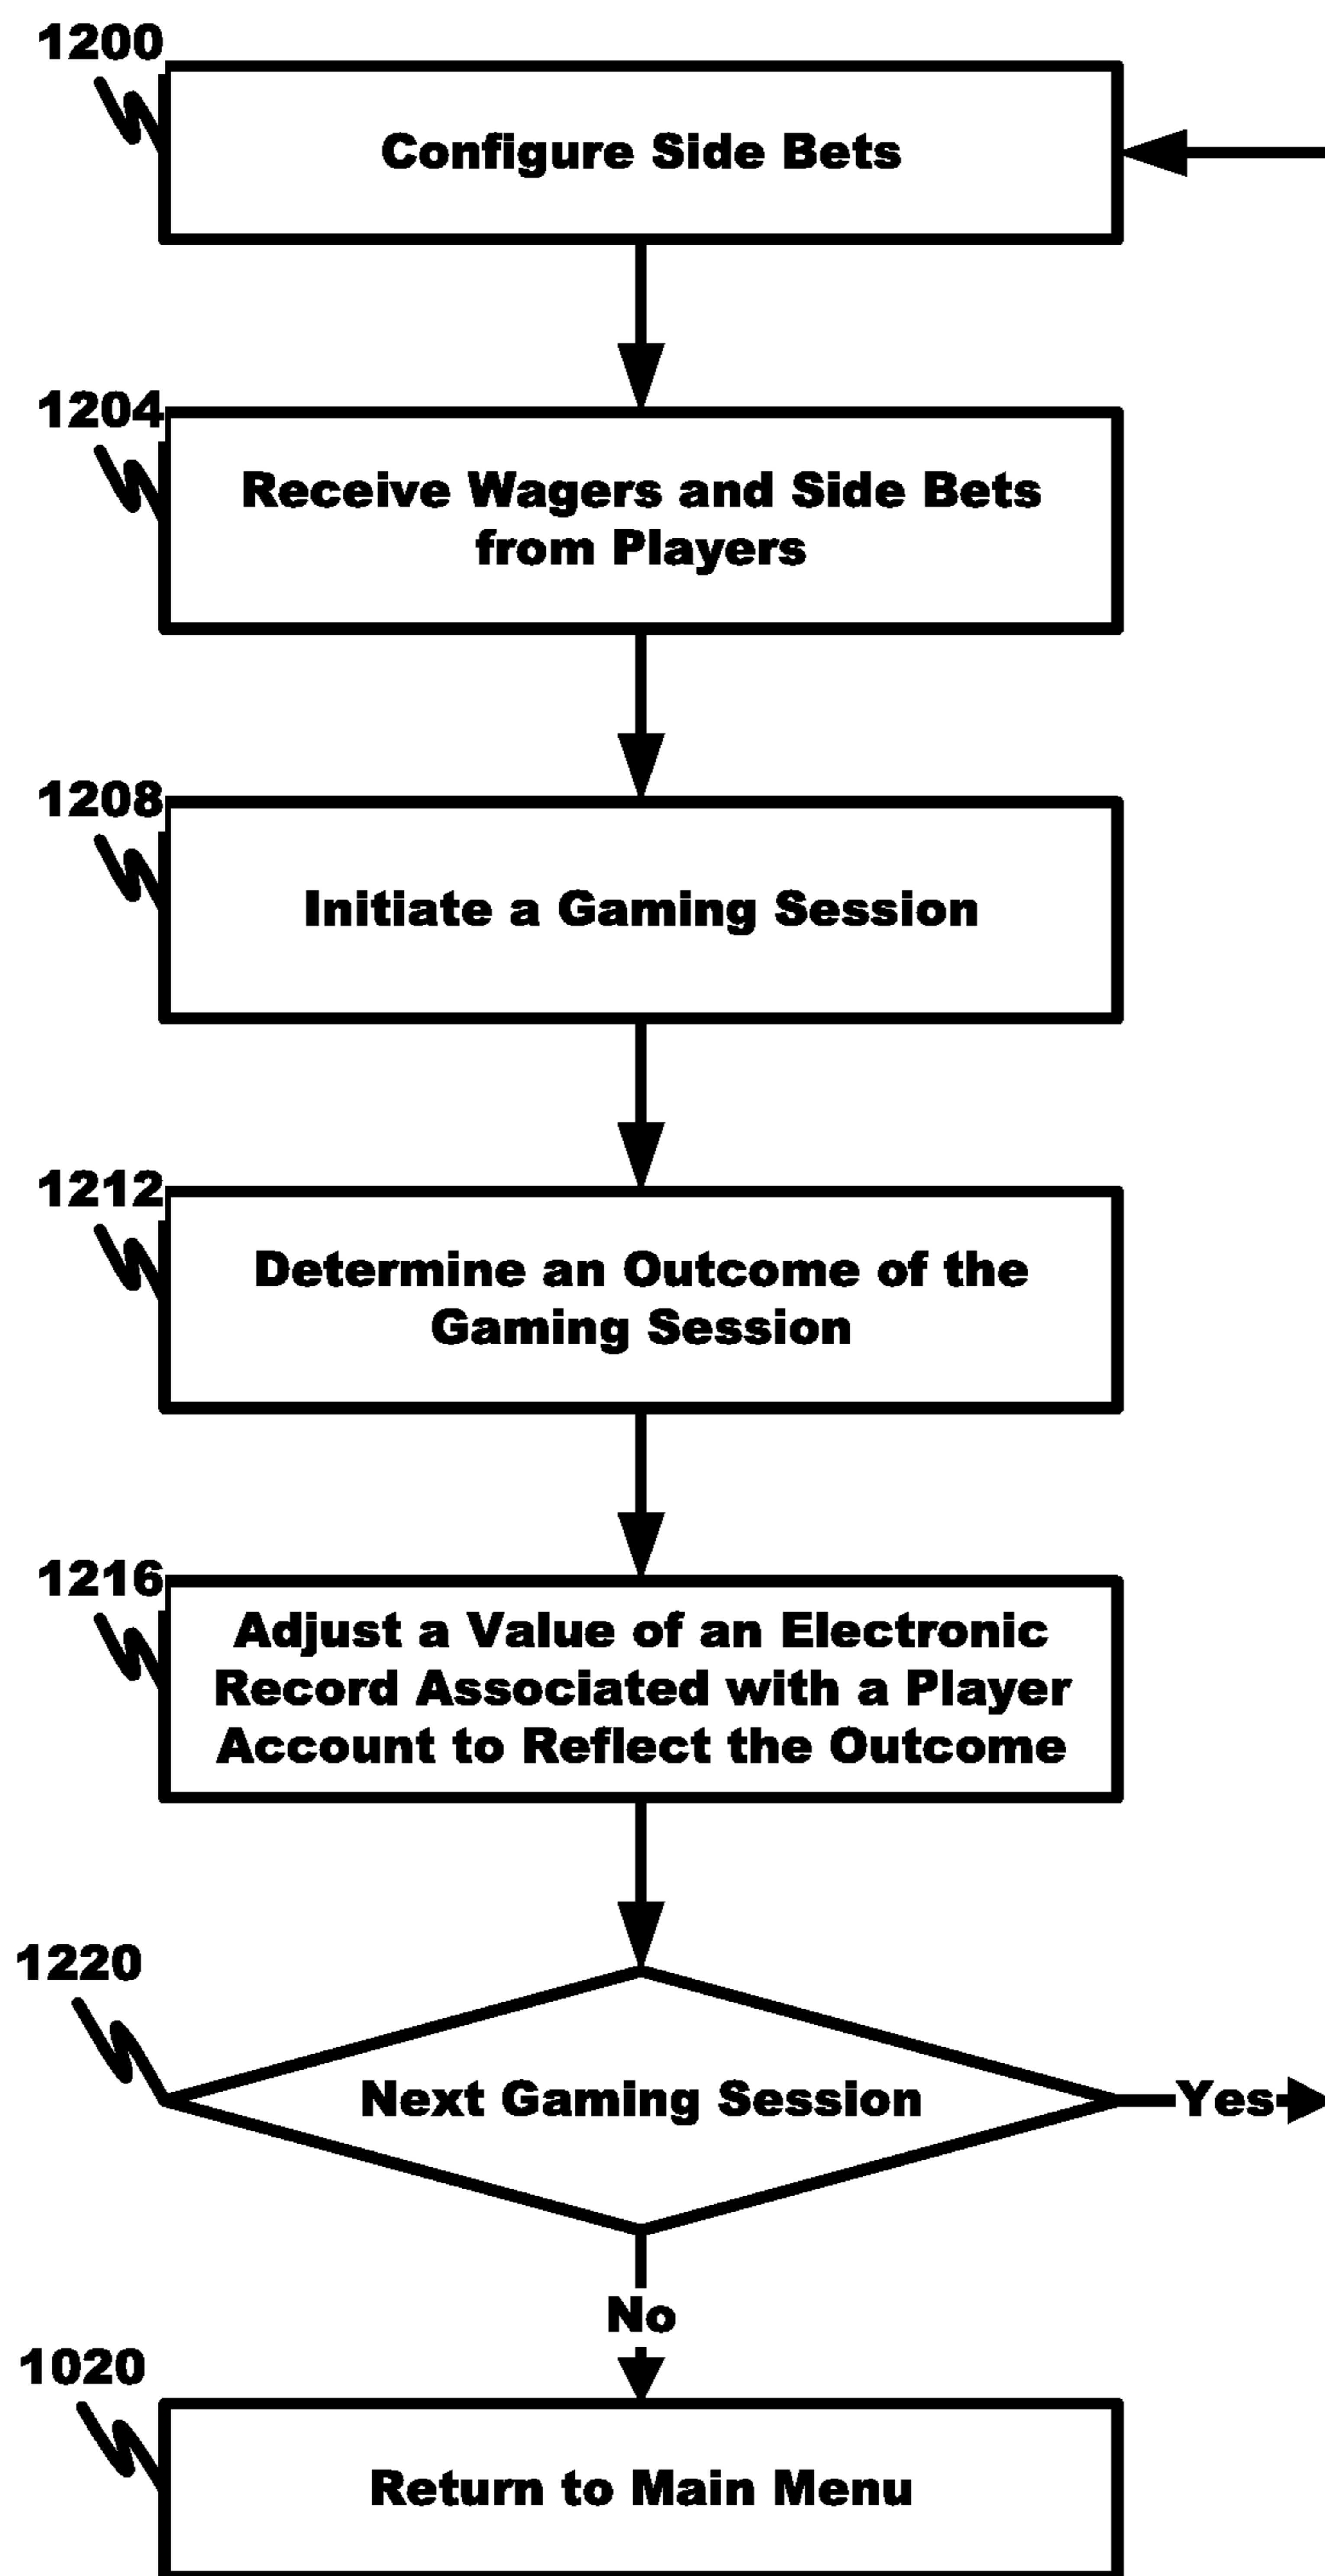 1200
Configure Side Bets
1204
Receive Wagers and Side Bets
from Players
1208
Initiate a Gaming Session
1212
Determine an Outcome of the
Gaming Session
1216
Adjust a Value of an Electronic
Record Associated with a Player
Account to Reflect the Outcome
1220
Next Gaming Session
Yes
No
1020
Return to Main Menu